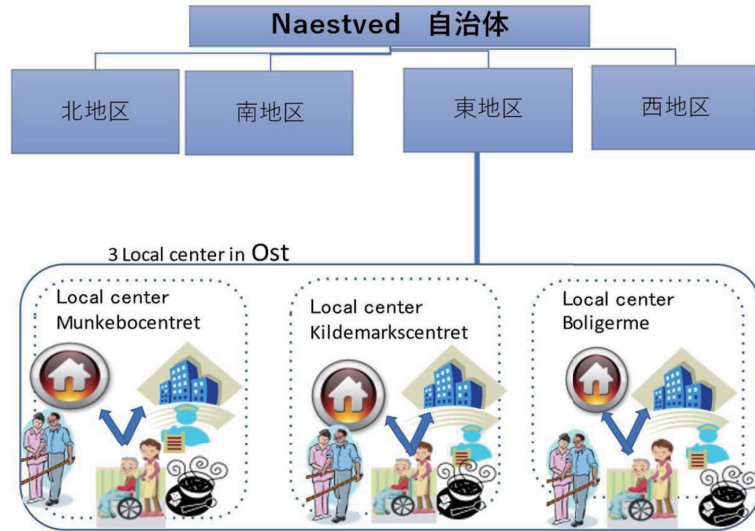 Naestved 自治体
北地区
南地区
東地区
西地区
3 Local center in Ost
Local center
Munkebocentret
Local center
Kildemarkscentret
Local center
Boligerme